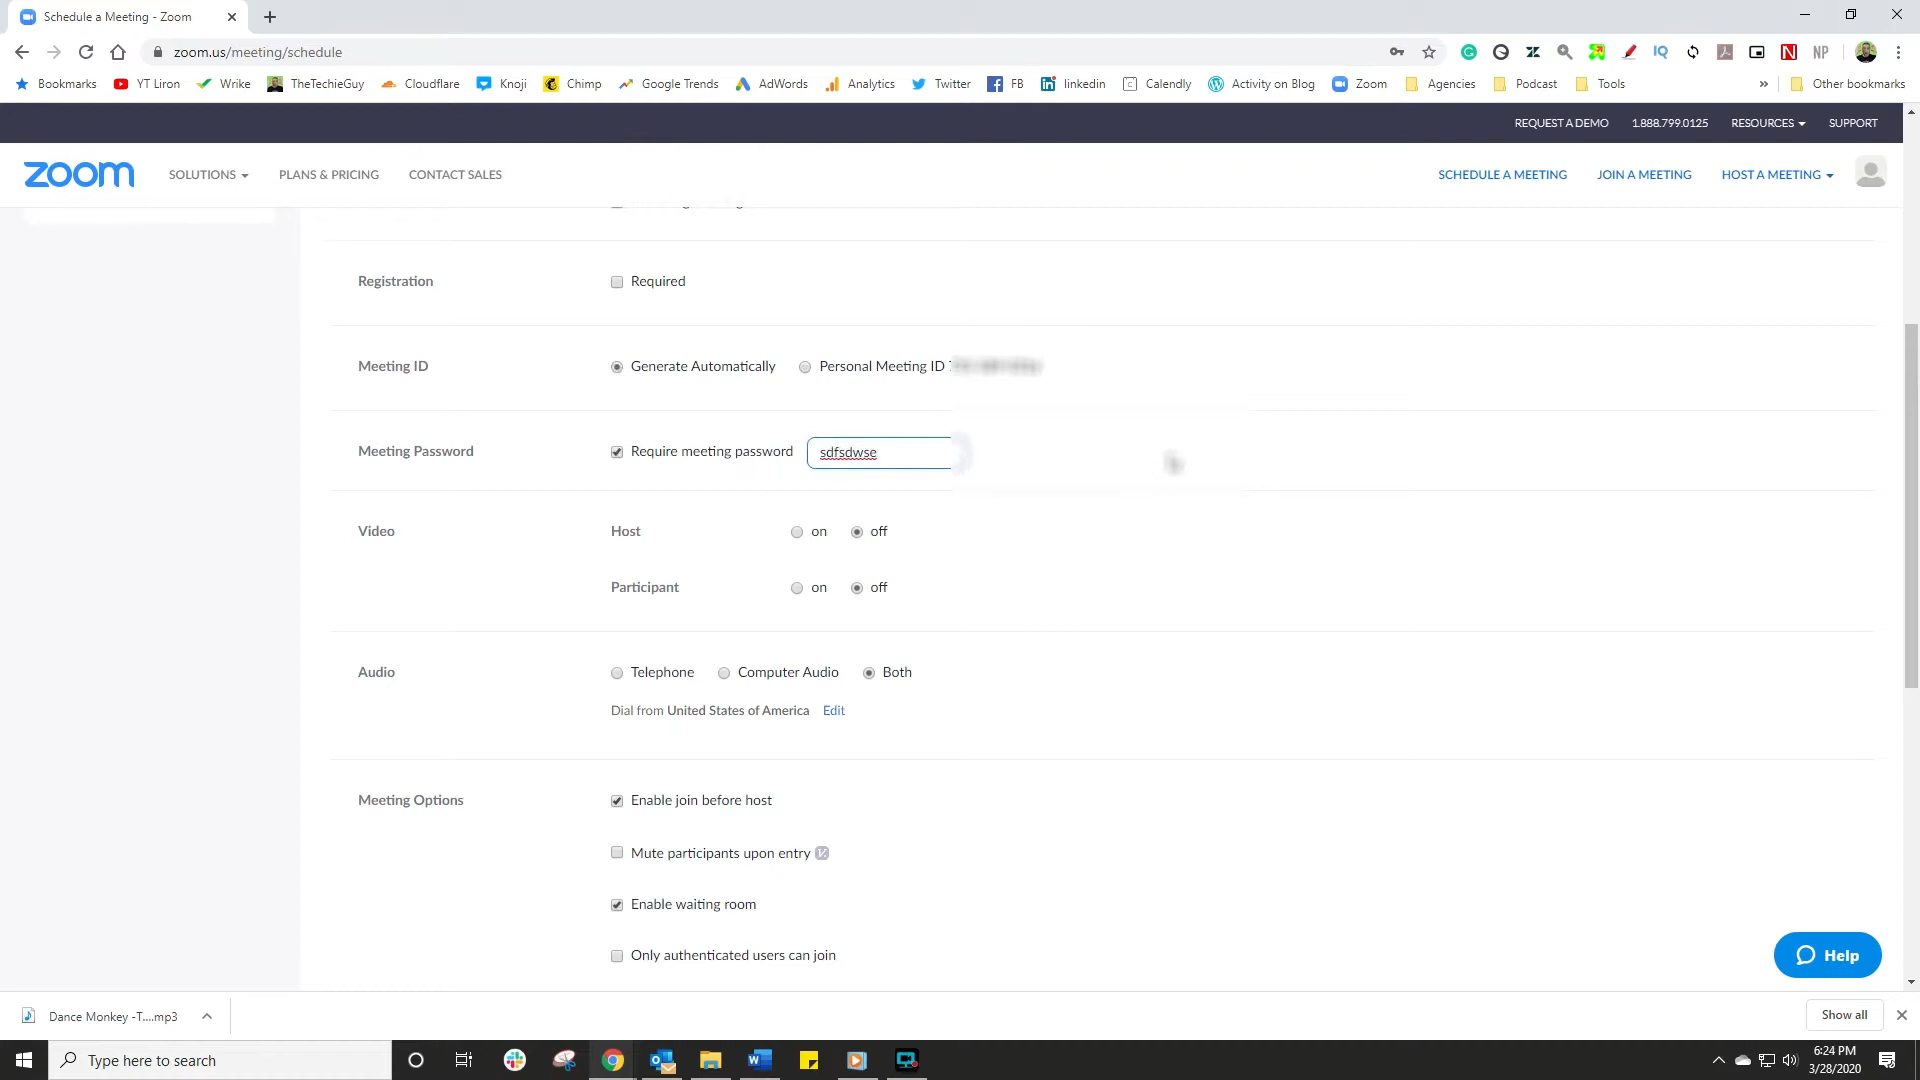 Schedule a Meeting - Zoom
zoom.us/meeting/schedule
IQ
NP
Bookmarks YT Liron Wrike TheTechieGuy Cloudflare Knoji Chimp Google Trends AdWords Analytics Twitter FB linkedin Calendly Activity on Blog Zoom Agencies Podcast Tools » Other bookmarks
REQUEST A DEMO 1.888.799.0125 RESOURCES SUPPORT
zoom SOLUTIONS PLANS & PRICING CONTACT SALES SCHEDULE A MEETING JOIN A MEETING HOST A MEETING
Registration Required
Meeting ID Generate Automatically Personal Meeting ID
Meeting Password Require meeting password sdfsdwse
Video Host on off
Participant on off
Audio Telephone Computer Audio Both
Dial from United States of America Edit
Meeting Options Enable join before host
Mute participants upon entry
Enable waiting room
Only authenticated users can join
Help
Dance Monkey -T....mp3 Show all
Type here to search
6:24 PM
3/28/2020